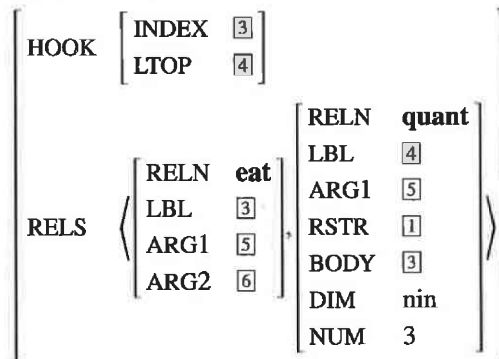 HOOK INDEX 3
LTOP 4
RELS
RELN eat
LBL 3
ARG1 5
ARG2 6
,
RELN quant
LBL 4
ARG1 5
RSTR 1
BODY 3
DIM nin
NUM 3